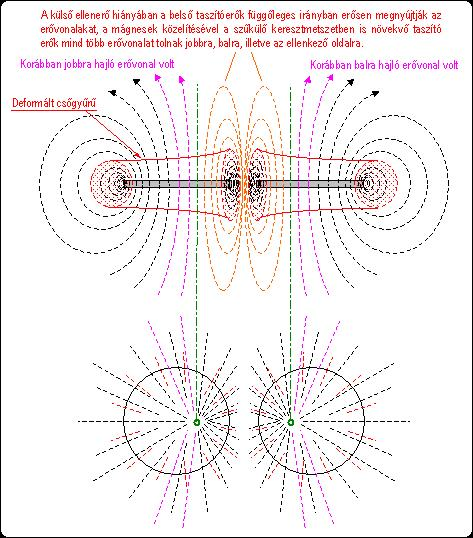 A külső ellenerő hiányában a belső taszítóerők függőleges irányban erősen megnyújtják az
erővonalakat, a mágnesek közelítésével a szűkülő keresztmetszetben is növekvő taszító
erők mind több erővonalat tolnak jobbra, balra, illetve az ellenkező oldalra.
Korábban jobbra hajló erővonal volt
Korábban balra hajló erővonal volt
Deformált csőgyűrű